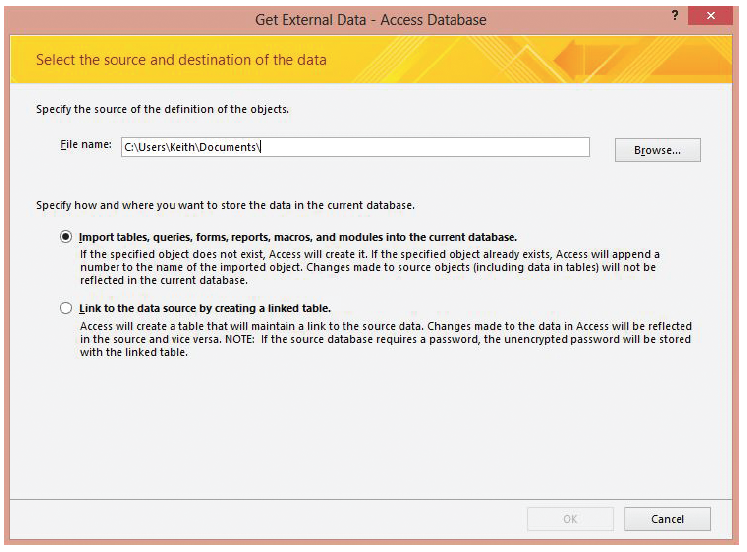 Get External Data - Access Database
?
x
Select the source and destination of the data
Specify the source of the definition of the objects.
File name:
C:\Users\Keith\Documents\
Browse...
Specify how and where you want to store the data in the current database.
Import tables, queries, forms, reports, macros, and modules into the current database.
If the specified object does not exist, Access will create it. If the specified object already exists, Access will append a
number to the name of the imported object. Changes made to source objects (including data in tables) will not be
reflected in the current database.
Link to the data source by creating a linked table.
Access will create a table that will maintain a link to the source data. Changes made to the data in Access will be reflected
in the source and vice versa. NOTE:  If the source database requires a password, the unencrypted password will be stored
with the linked table.
OK
Cancel